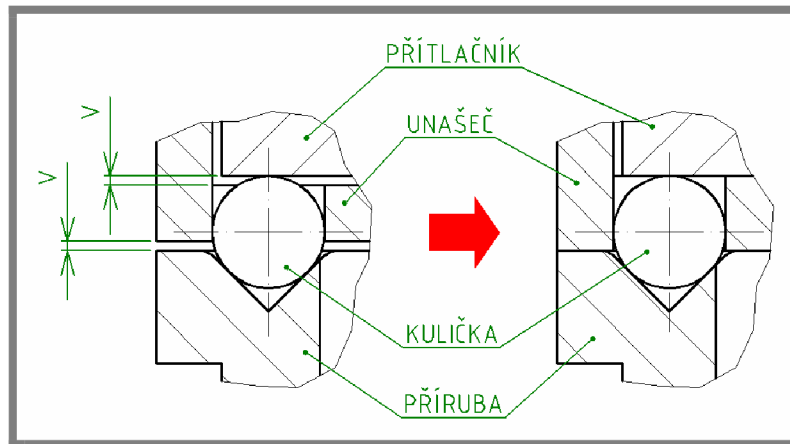 PŘÍTLAČNÍK
V
UNAŠEČ
V
KULIČKA
PŘÍRUBA